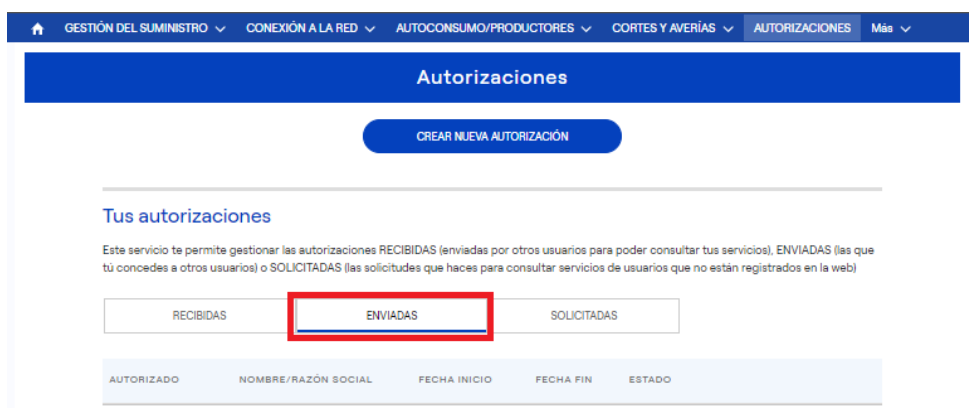 GESTIÓN DEL SUMINISTRO CONEXIÓN A LA RED AUTOCONSUMO/PRODUCTORES CORTES Y AVERÍAS AUTORIZACIONES Más
Autorizaciones
CREAR NUEVA AUTORIZACIÓN
Tus autorizaciones
Este servicio te permite gestionar las autorizaciones RECIBIDAS (enviadas por otros usuarios para poder consultar tus servicios), ENVIADAS (las que
tú concedes a otros usuarios) o SOLICITADAS (las solicitudes que haces para consultar servicios de usuarios que no están registrados en la web)
RECIBIDAS ENVIADAS SOLICITADAS
AUTORIZADO NOMBRE/RAZÓN SOCIAL FECHA INICIO FECHA FIN ESTADO